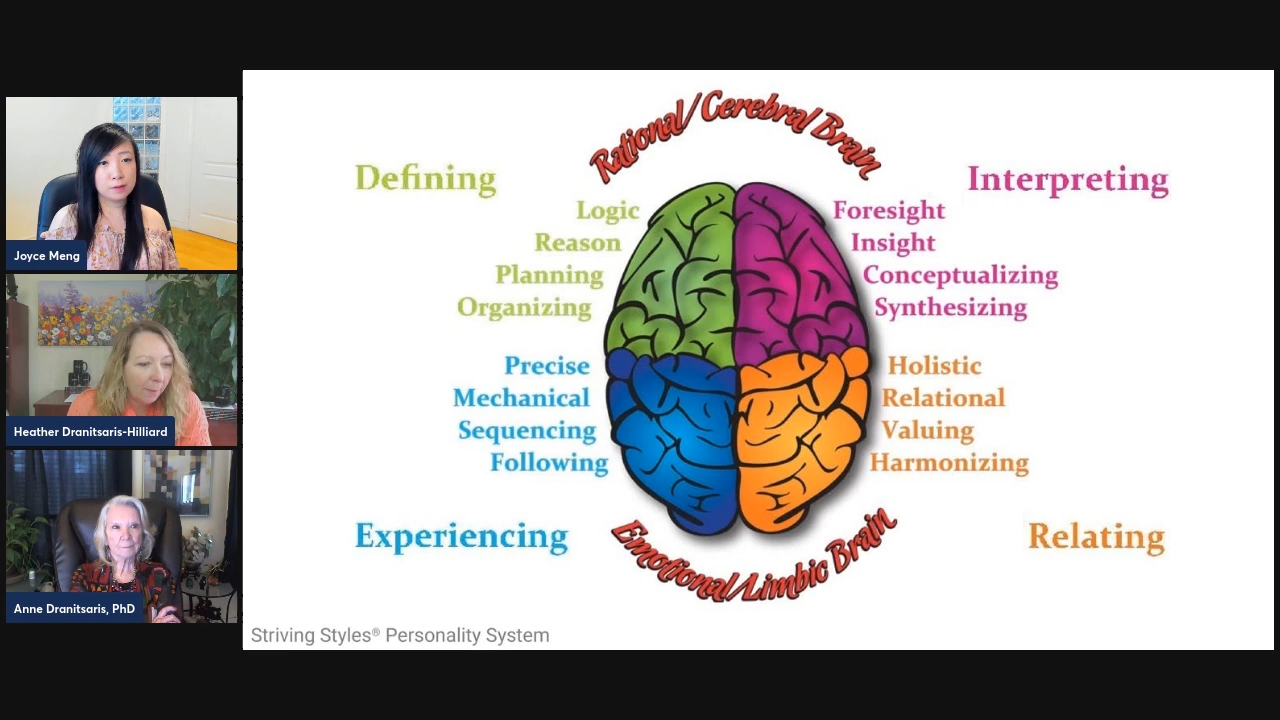 Joyce Meng
Heather Dranitsaris-Hilliard
Anne Dranitsaris, PhD
Rational/Cerebral Brain
Defining
Logic
Reason
Planning
Organizing
Interpreting
Foresight
Insight
Conceptualizing
Synthesizing
Precise
Mechanical
Sequencing
Following
Experiencing
Holistic
Relational
Valuing
Harmonizing
Relating
Emotional/Limbic Brain
Striving Styles® Personality System